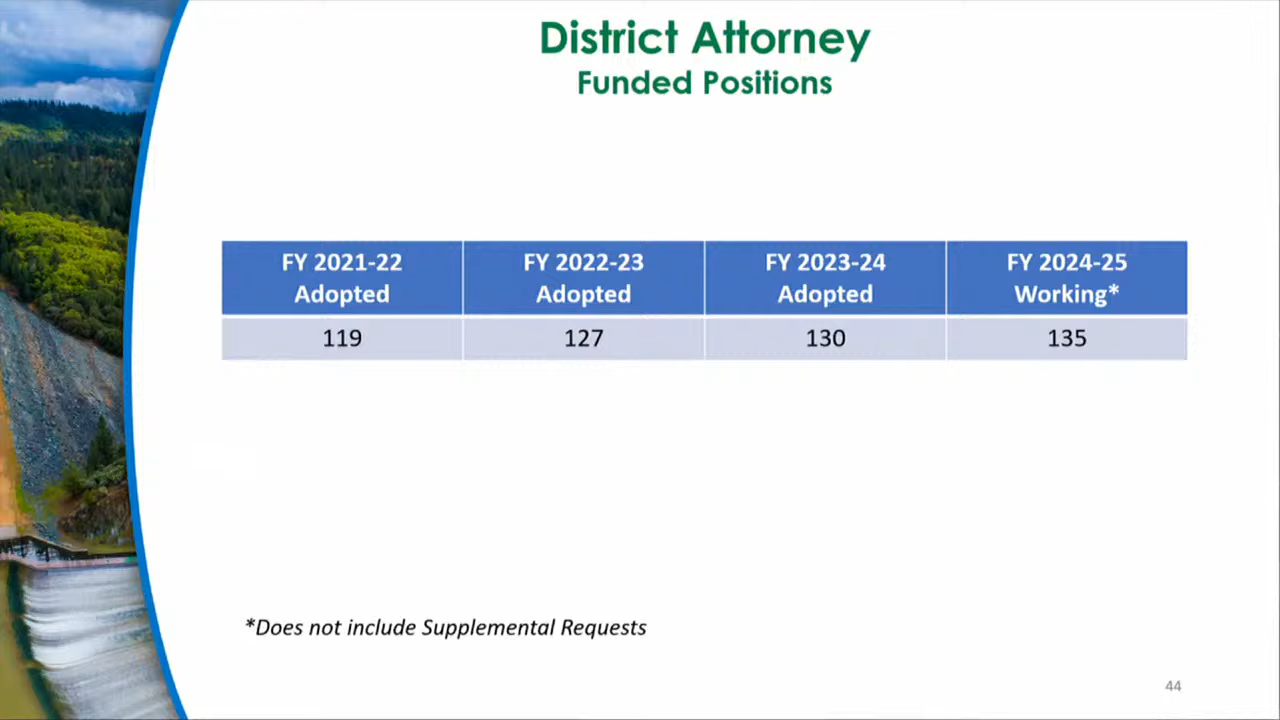 District Attorney
Funded Positions
FY 2021-22 Adopted
FY 2022-23 Adopted
FY 2023-24 Adopted
FY 2024-25 Working*
119
127
130
135
*Does not include Supplemental Requests
44